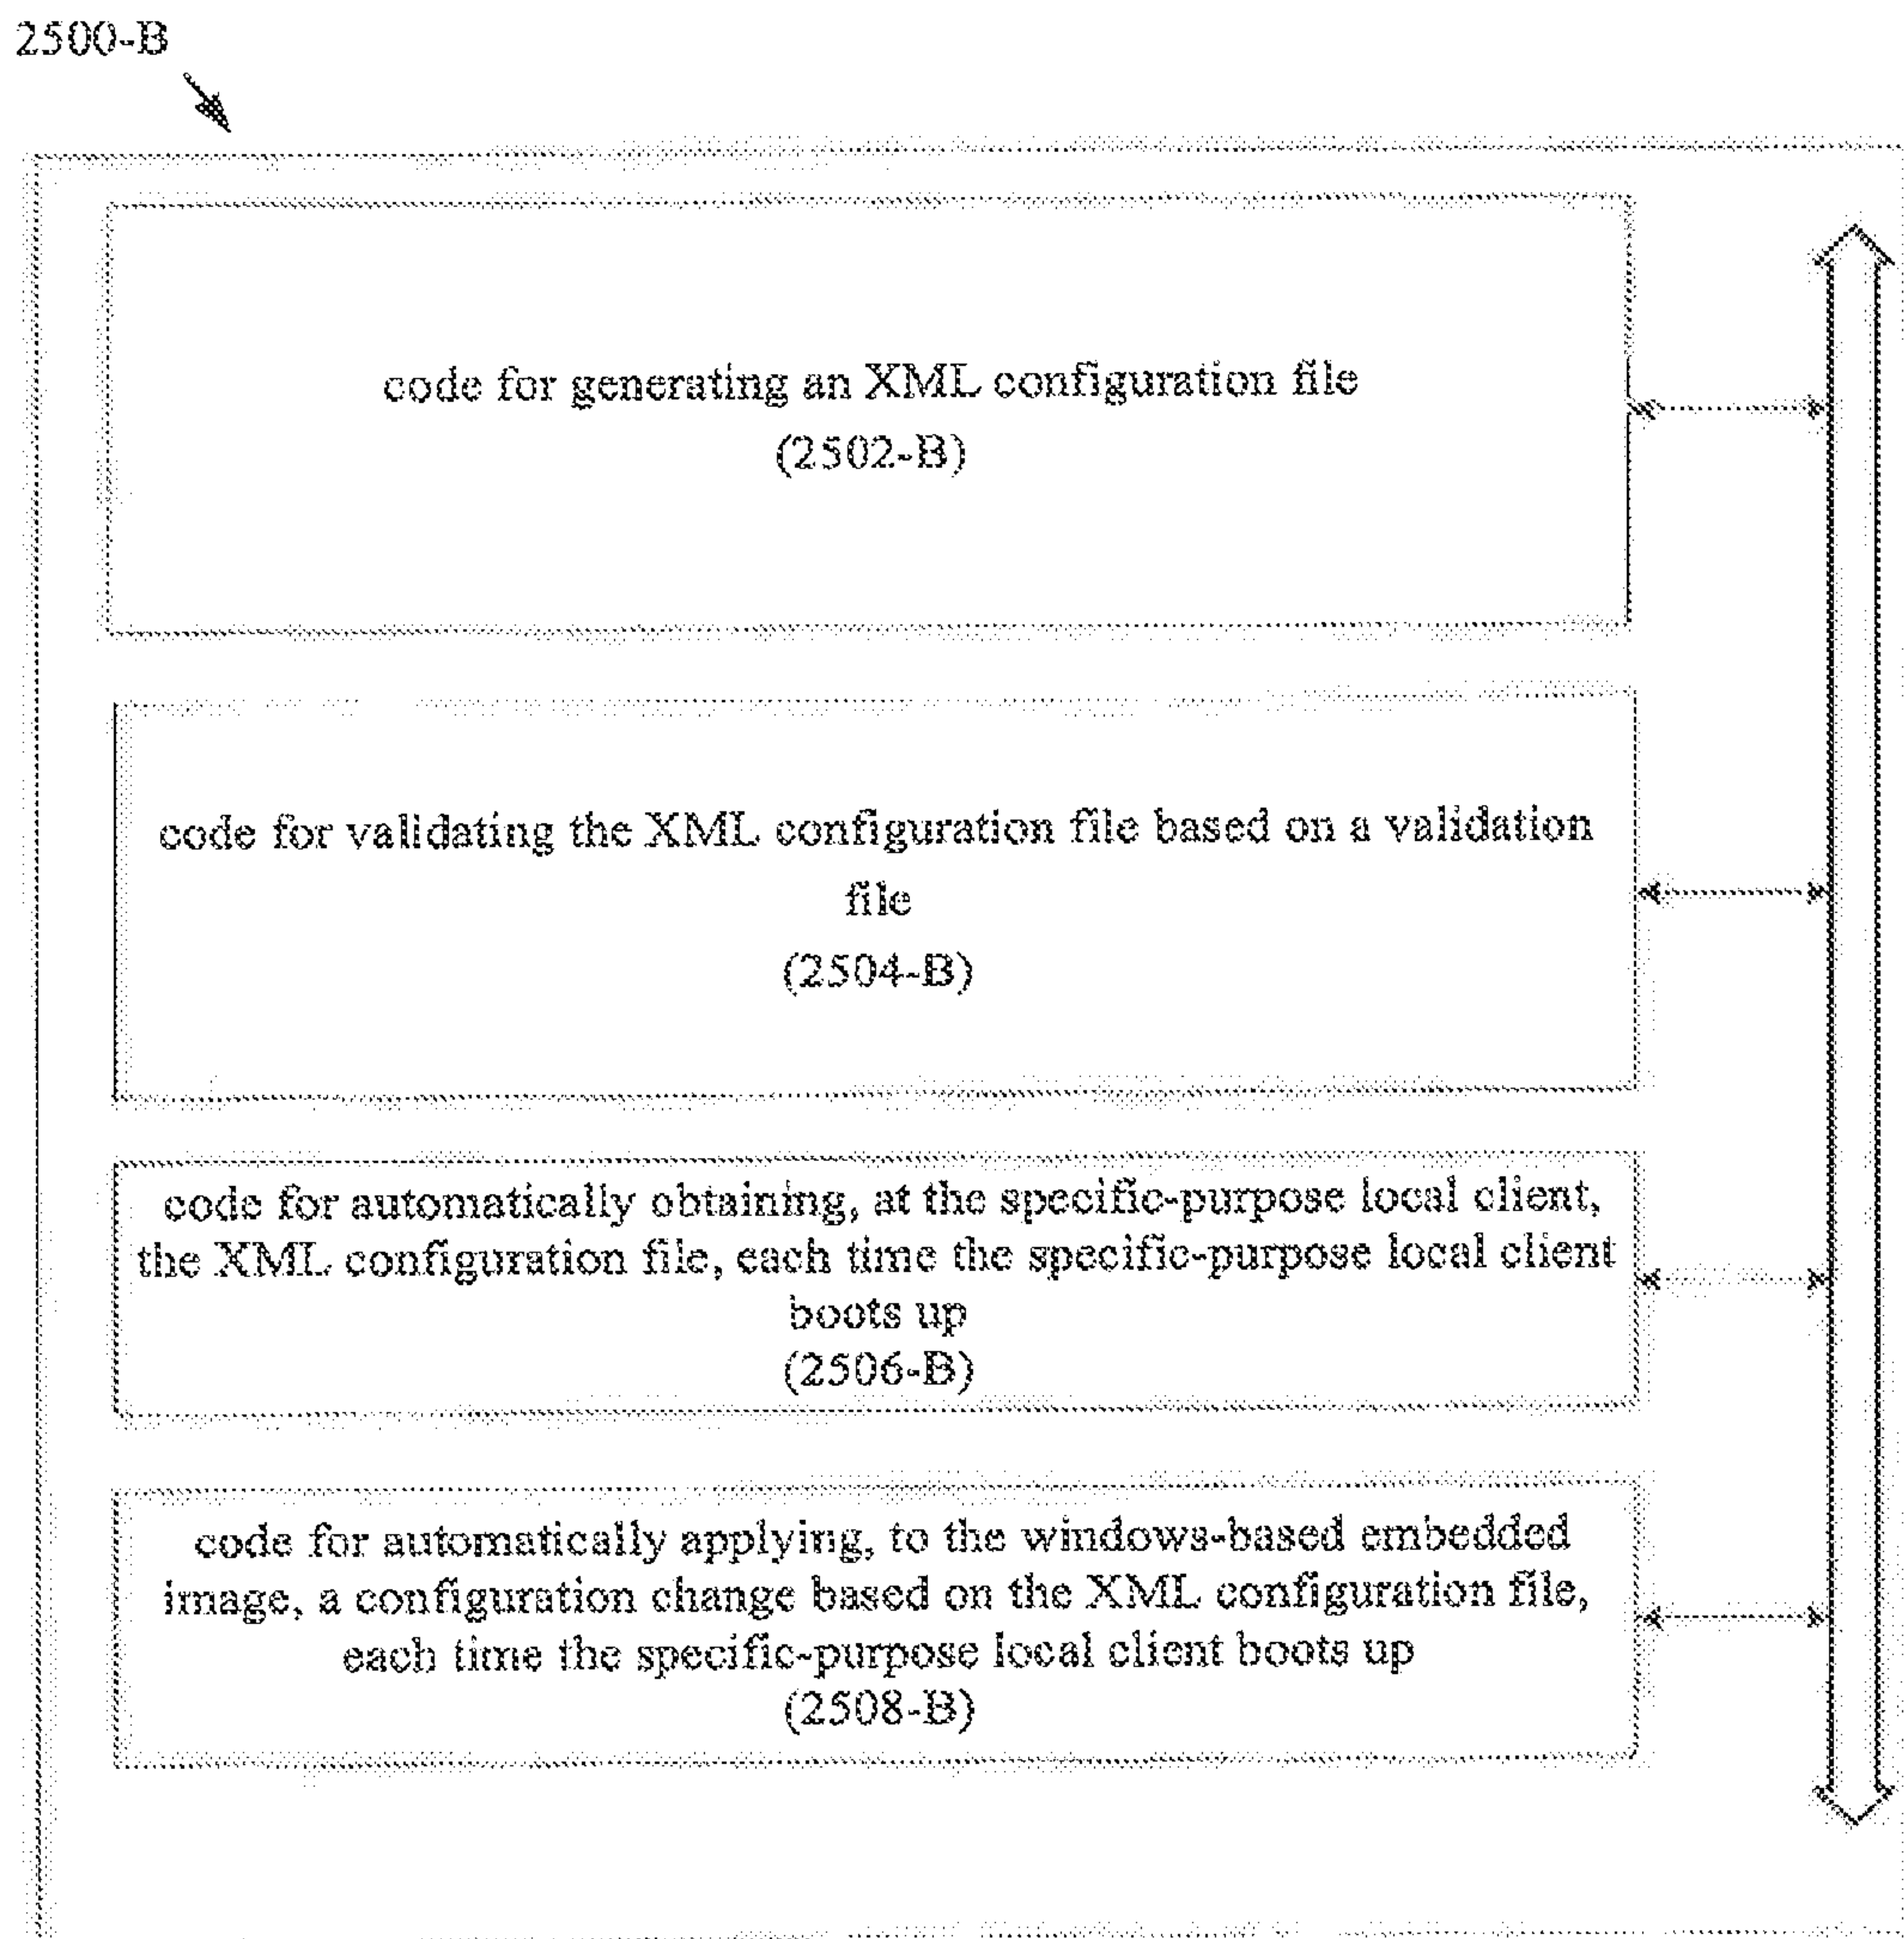 2500-B
code for generating an XML configuration file
(2502-B)
code for validating the XML configuration file based on a validation
file
(2504-B)
code for automatically obtaining, at the specific-purpose local client,
the XML configuration file, each time the specific-purpose local client
boots up
(2506-B)
code for automatically applying, to the windows-based embedded
image, a configuration change based on the XML configuration file,
each time the specific-purpose local client boots up
(2508-B)